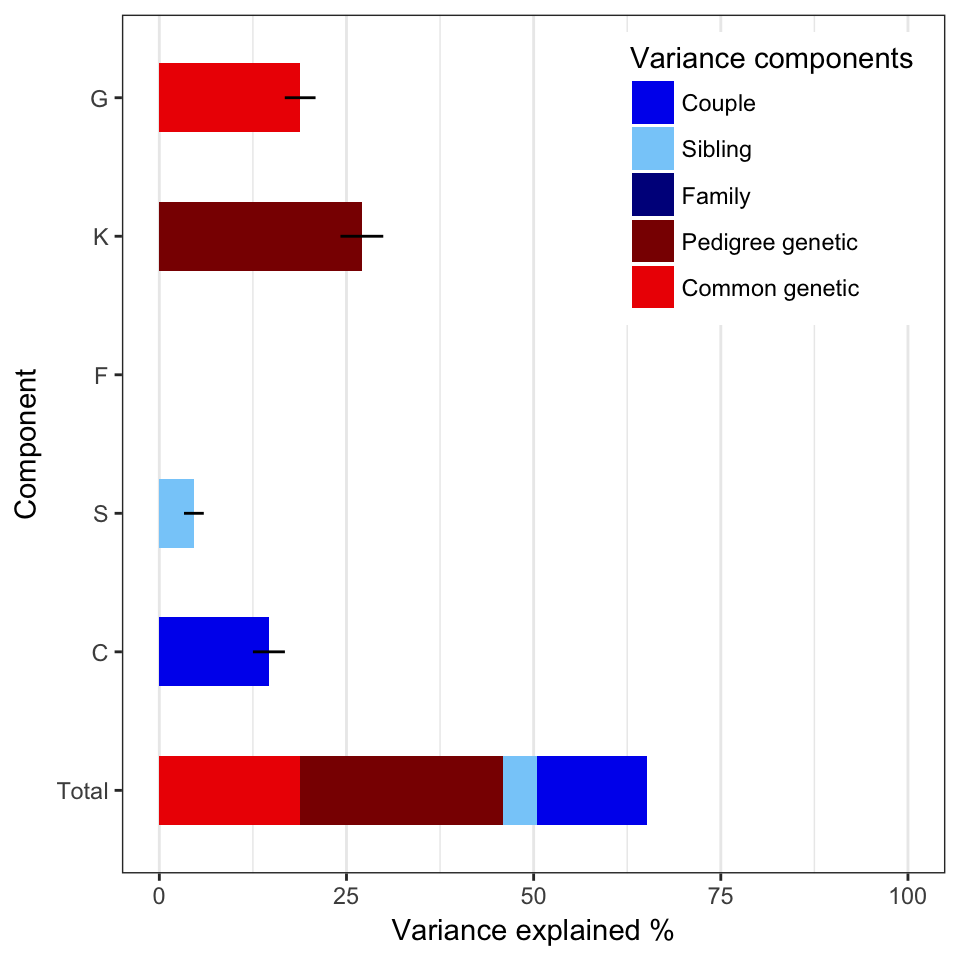 Variance components
Couple
Sibling
Family
Pedigree genetic
Common genetic
Component
G
K
F
S
C
Total
0 25 50 75 100
Variance explained %